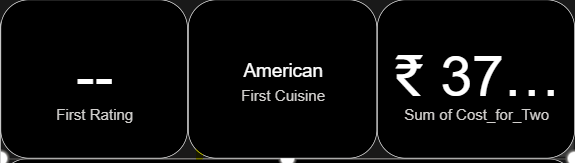 --
First Rating
American
First Cuisine
₹ 37...
Sum of Cost_for_Two